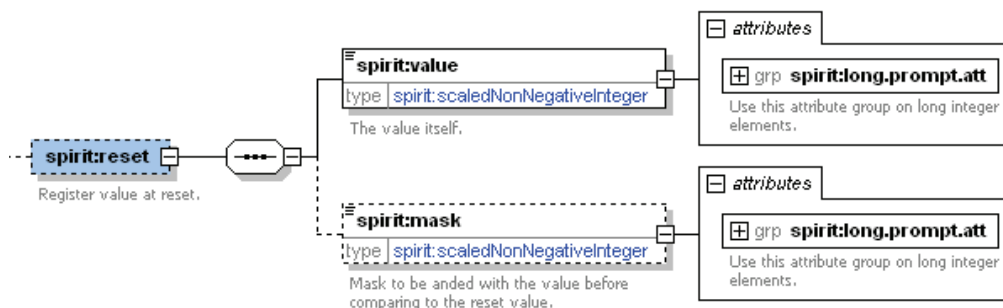 attributes
spirit:value
type spirit:scaledNonNegativeInteger
The value itself.
grp spirit:long.prompt.att
Use this attribute group on long integer
elements.
spirit:reset
Register value at reset.
attributes
spirit:mask
type spirit:scaledNonNegativeInteger
Mask to be anded with the value before
comparing to the reset value.
grp spirit:long.prompt.att
Use this attribute group on long integer
elements.